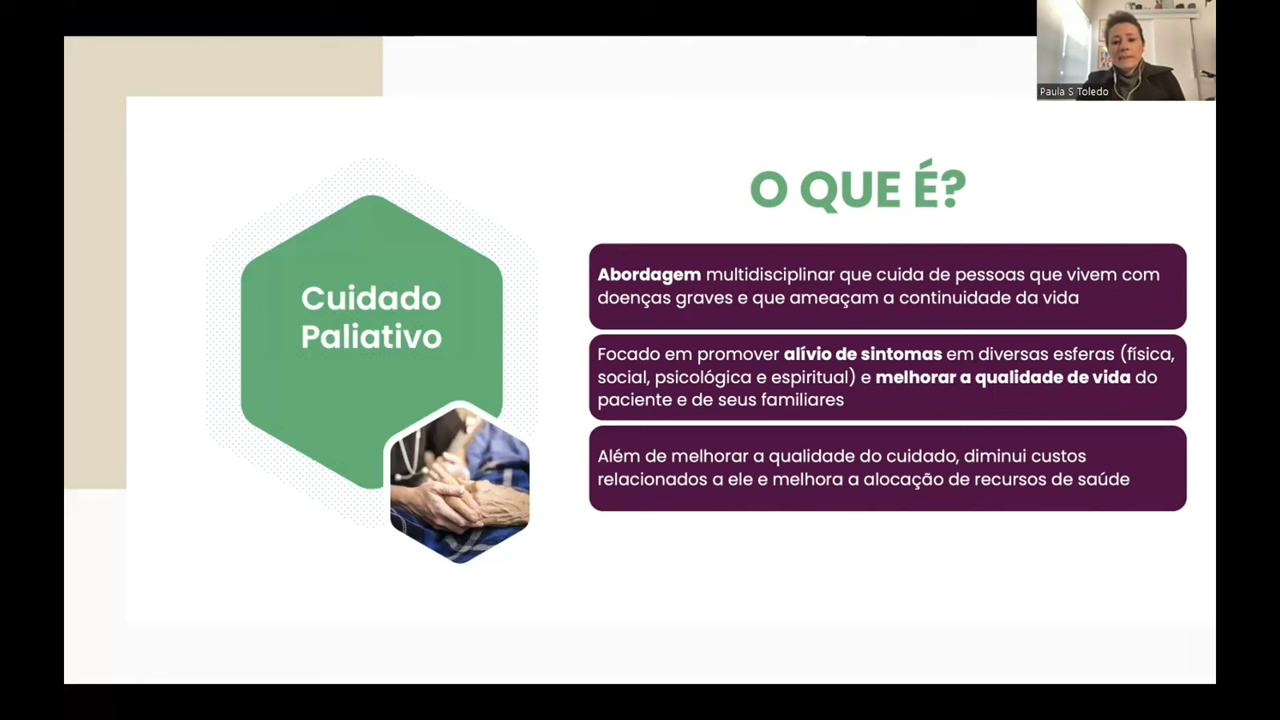 Paula S Toledo
O QUE É?
Cuidado
Paliativo
Abordagem multidisciplinar que cuida de pessoas que vivem com
doenças graves e que ameaçam a continuidade da vida
Focado em promover alívio de sintomas em diversas esferas (física,
social, psicológica e espiritual) e melhorar a qualidade de vida do
paciente e de seus familiares
Além de melhorar a qualidade do cuidado, diminui custos
relacionados a ele e melhora a alocação de recursos de saúde